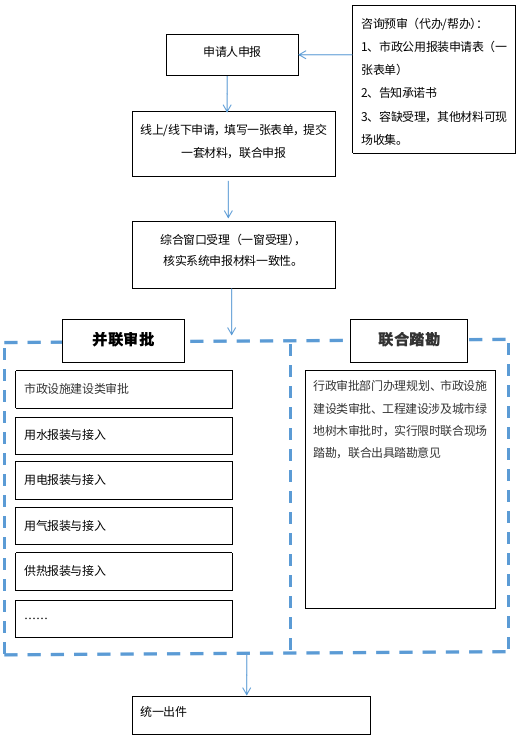 咨询预审（代办/帮办）：
1、市政公用报装申请表（一
张表单）
2、告知承诺书
3、容缺受理，其他材料可现
场收集。
申请人申报
线上/线下申请，填写一张表单，提交
一套材料，联合申报
综合窗口受理（一窗受理），
核实系统申报材料一致性。
并联审批
市政设施建设类审批
用水报装与接入
用电报装与接入
用气报装与接入
供热报装与接入
……
联合踏勘
行政审批部门办理规划、市政设施
建设类审批、工程建设涉及城市绿
地树木审批时，实行限时联合现场
踏勘，联合出具踏勘意见
统一出件